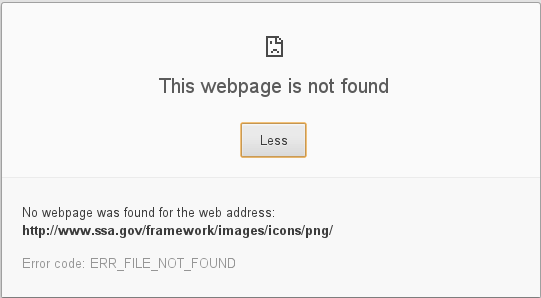 This webpage is not found
Less
No webpage was found for the web address:
http://www.ssa.gov/framework/images/icons/png/
Error code: ERR_FILE_NOT_FOUND